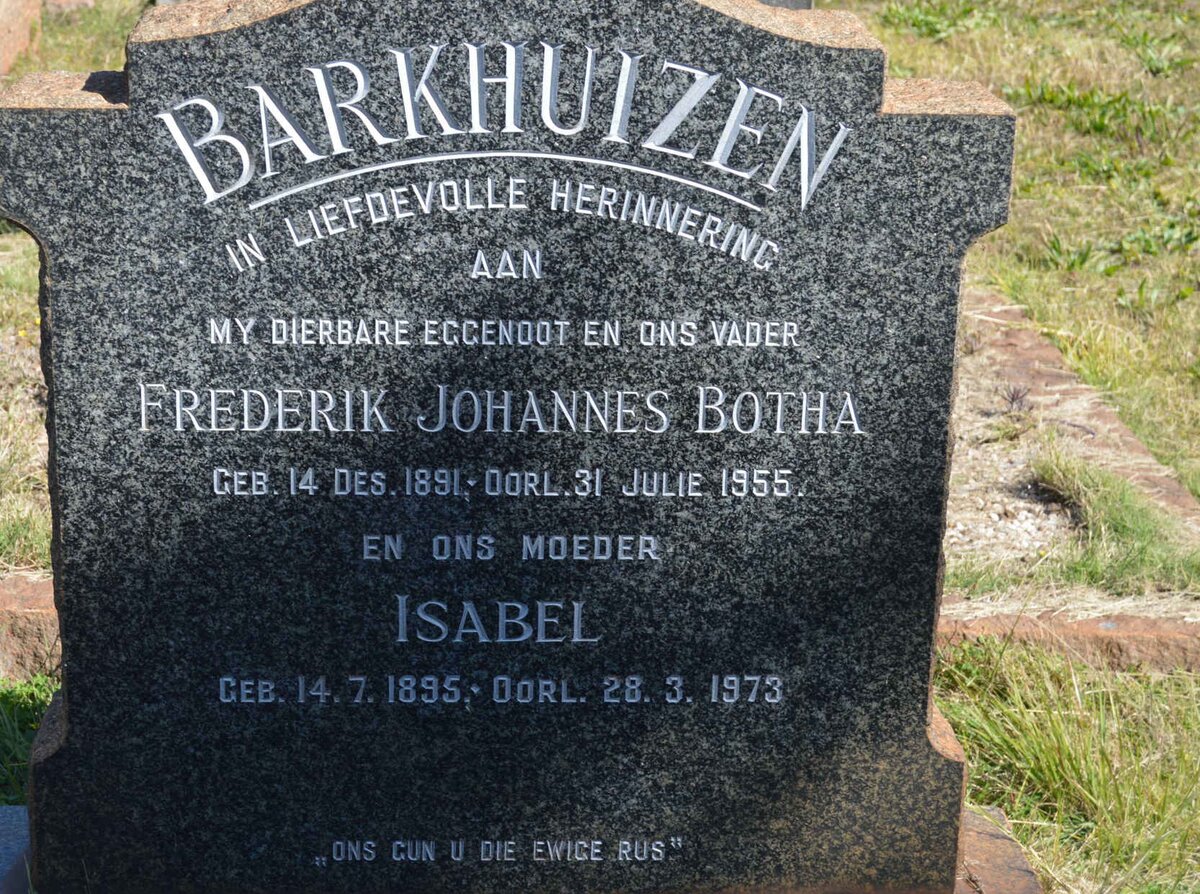 BARKHUIZEN
IN LIEFDEVOLLE HERINNERING
AAN
MY DIERBARE EGGENOOT EN ONS VADER
FREDERIK JOHANNES BOTHA
GEB. 14 DES. 1891 · OORL. 31 JULIE 1955.
EN ONS MOEDER
ISABEL
GEB. 14. 7. 1895 · OORL. 28. 3. 1973
„ONS GUN U DIE EWIGE RUS"